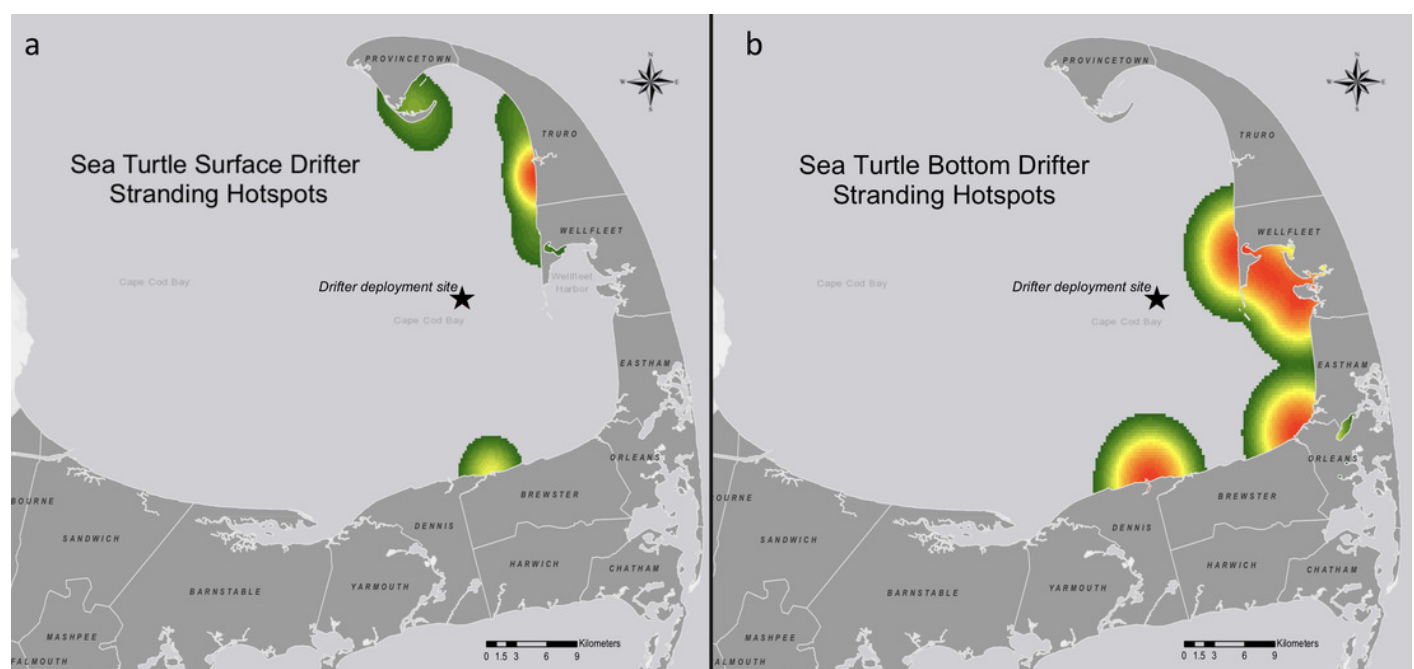 a
PROVINCETOWN
N
W E
S
TRURO
Sea Turtle Surface Drifter
Stranding Hotspots
WELLFLEET
Wellfleet
Harbor
Cape Cod Bay
Drifter deployment site
Cape Cod Bay
EASTHAM
ORLEANS
BOURNE
BREWSTER
DENNIS
SANDWICH
HARWICH
CHATHAM
BARNSTABLE
YARMOUTH
MASHPEE
FALMOUTH
Kilometers
0 1.5 3 6 9
b
PROVINCETOWN
N
W E
S
TRURO
Sea Turtle Bottom Drifter
Stranding Hotspots
WELLFLEET
Cape Cod Bay
Drifter deployment site
Cape Cod Bay
EASTHAM
ORLEANS
BOURNE
BREWSTER
DENNIS
SANDWICH
HARWICH
CHATHAM
BARNSTABLE
YARMOUTH
MASHPEE
FALMOUTH
Kilometers
0 1.5 3 6 9